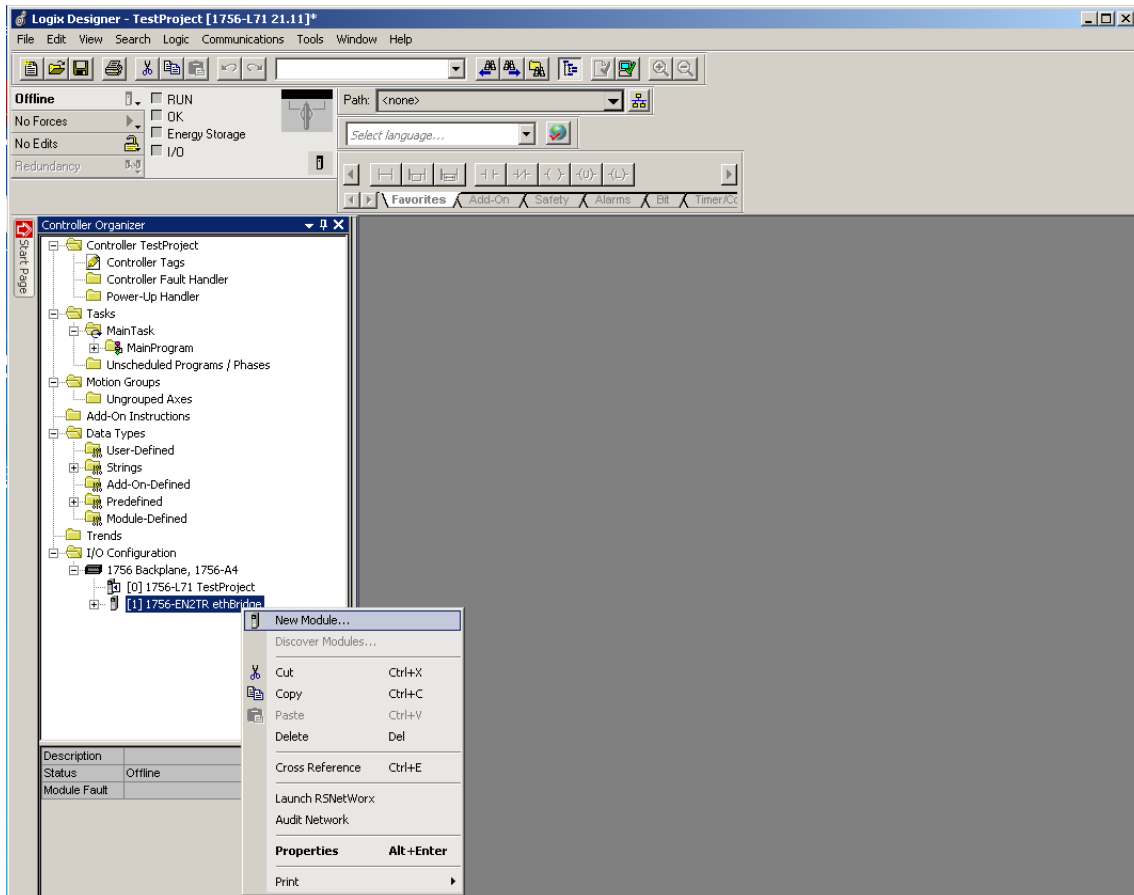 Logix Designer - TestProject [1756-L71 21.11]*
File Edit View Search Logic Communications Tools Window Help
Offline
RUN
Path: <none>
No Forces
OK
No Edits
Energy Storage
Select language...
Redundancy
I/O
Favorites Add-On Safety Alarms Bit Timer/Cc
Start Page
Controller Organizer
Controller TestProject
Controller Tags
Controller Fault Handler
Power-Up Handler
Tasks
MainTask
MainProgram
Unscheduled Programs / Phases
Motion Groups
Ungrouped Axes
Add-On Instructions
Data Types
User-Defined
Strings
Add-On-Defined
Predefined
Module-Defined
Trends
I/O Configuration
1756 Backplane, 1756-A4
[0] 1756-L71 TestProject
[1] 1756-EN2TR ethBridge
New Module...
Discover Modules...
Cut Ctrl+X
Copy Ctrl+C
Paste Ctrl+V
Delete Del
Cross Reference Ctrl+E
Launch RSNetWorx
Audit Network
Properties Alt+Enter
Print
Description
Status Offline
Module Fault